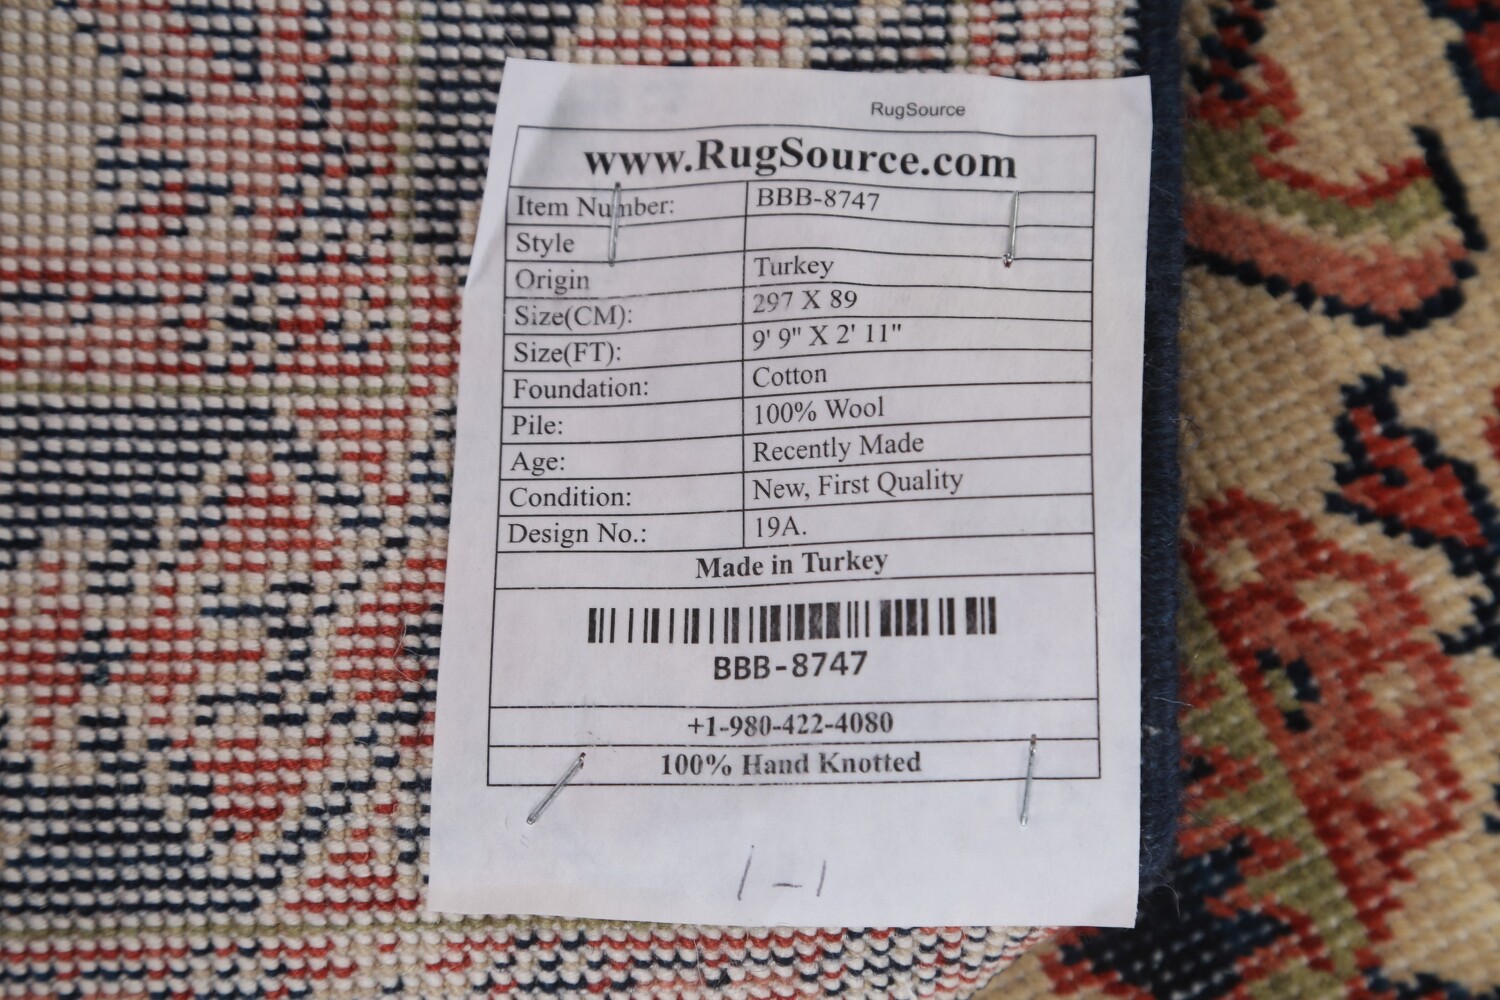 RugSource
www.RugSource.com
Item Number: BBB-8747
Style
Origin Turkey
Size(CM): 297 X 89
Size(FT): 9' 9" X 2' 11"
Foundation: Cotton
Pile: 100% Wool
Age: Recently Made
Condition: New, First Quality
Design No.: 19A.
Made in Turkey
BBB-8747
+1-980-422-4080
100% Hand Knotted
1-1